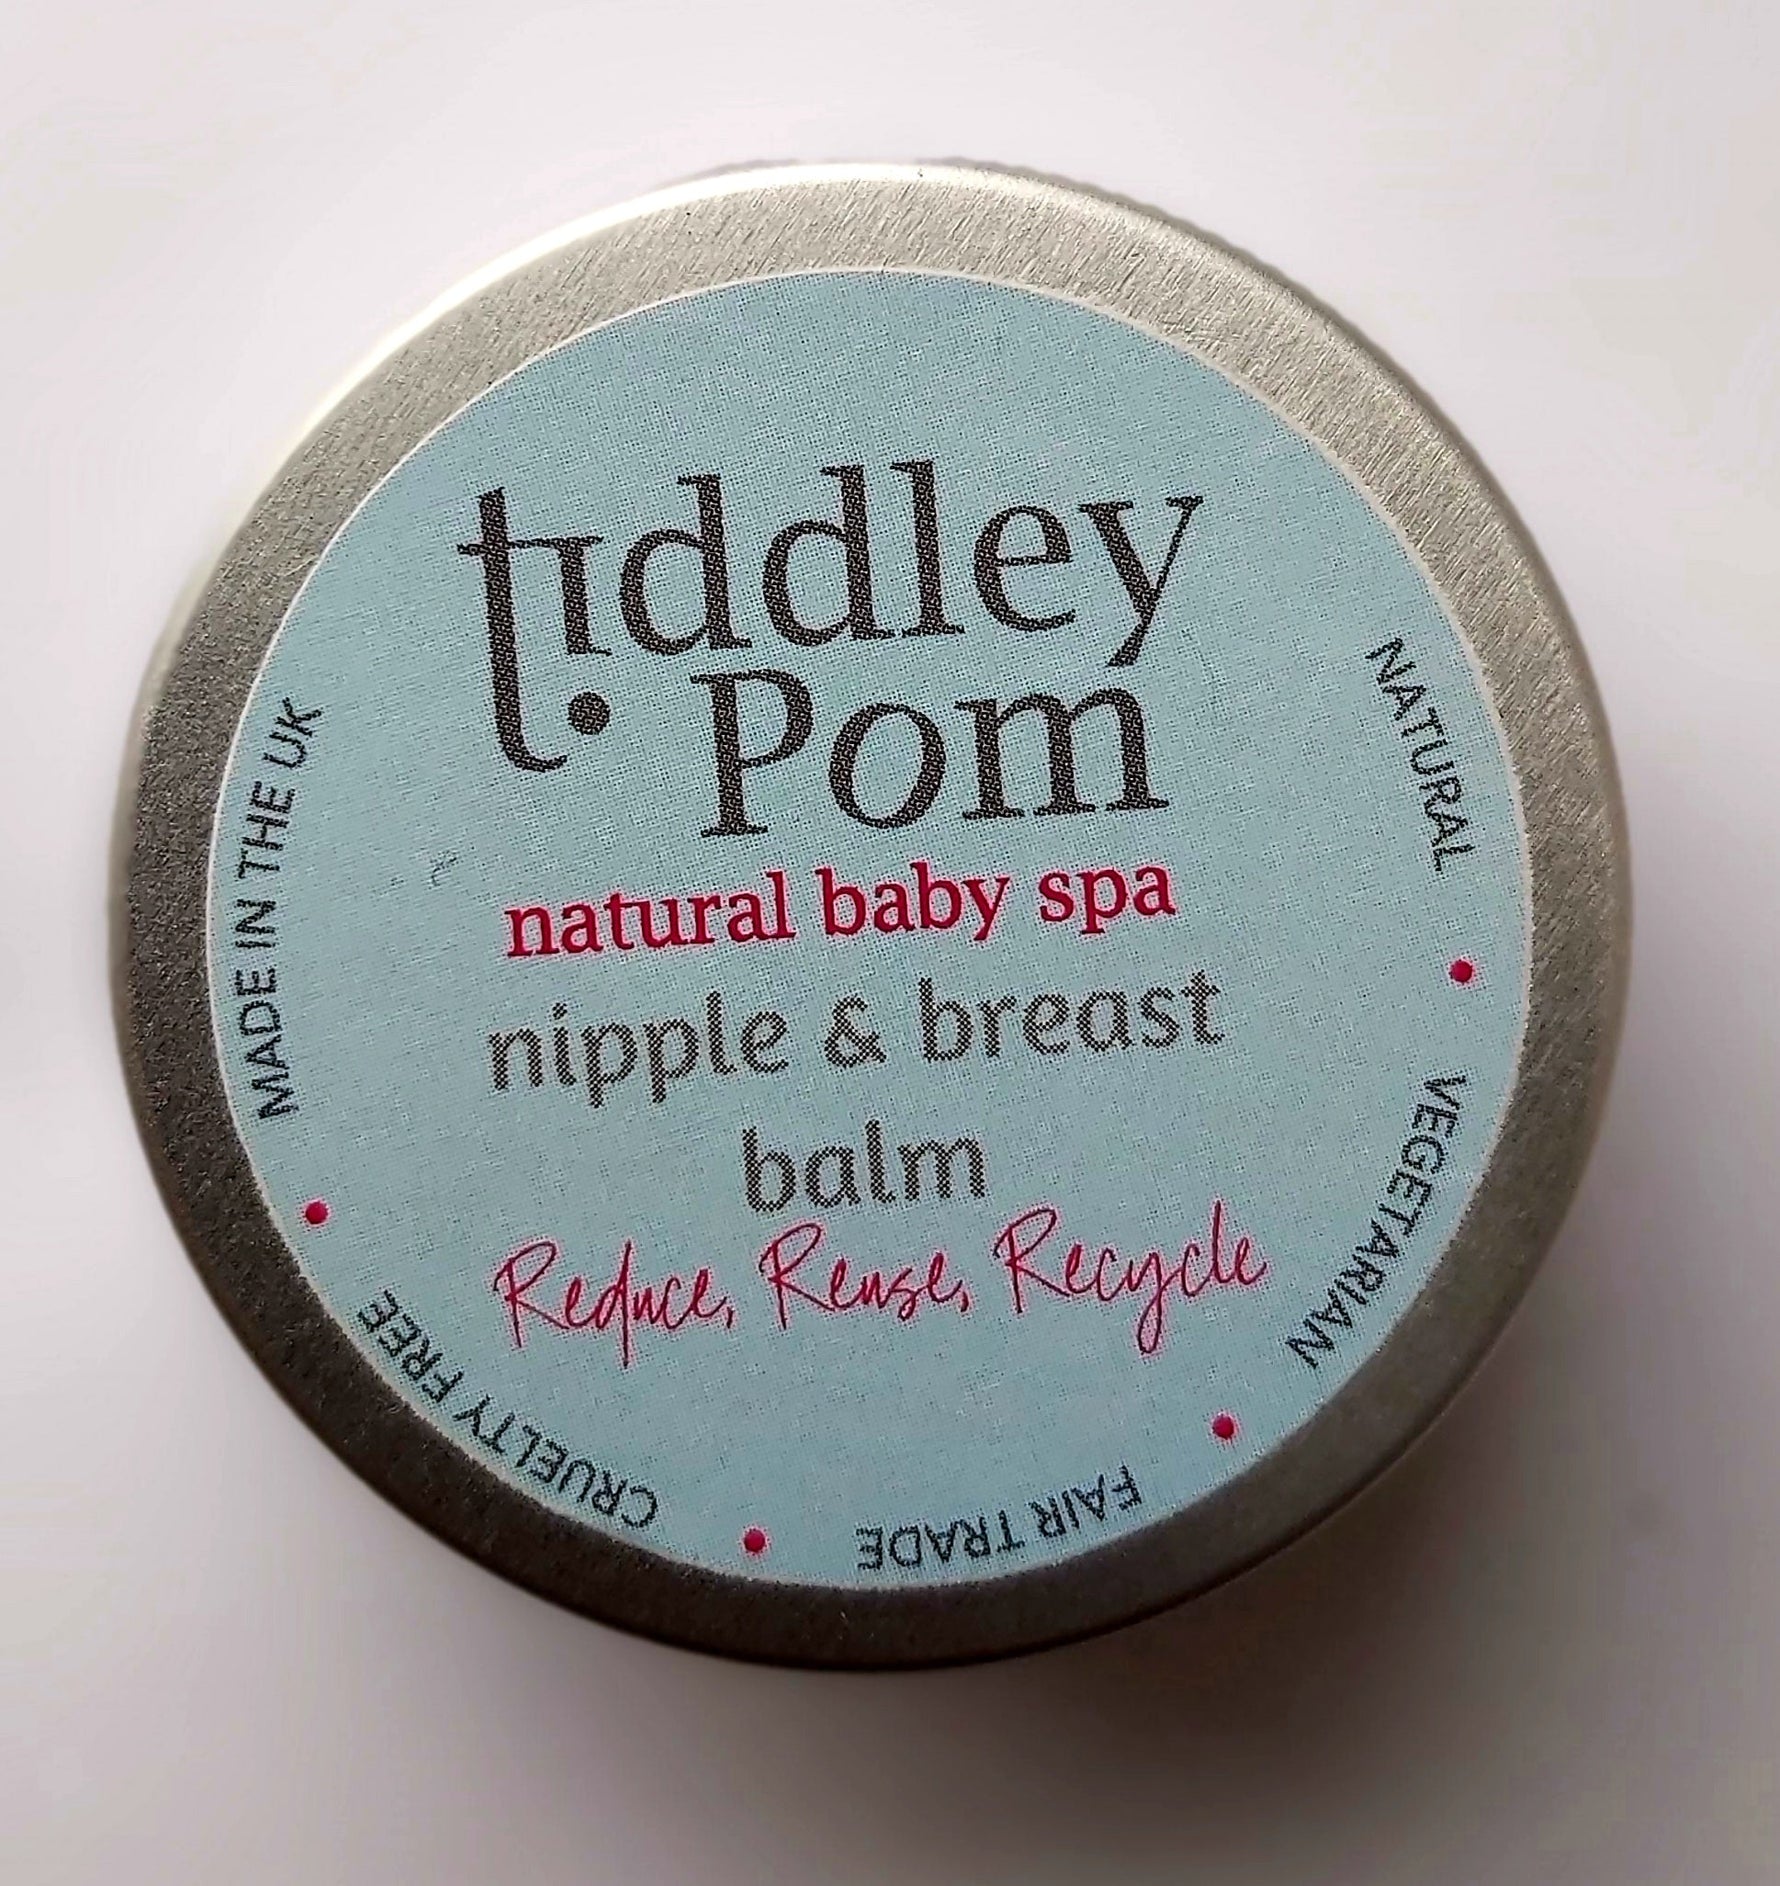 tiddley
Pom
natural baby spa
nipple & breast
balm
Reduce, Reuse, Recycle
MADE IN THE UK
NATURAL
VEGETARIAN
FAIR TRADE
CRUELTY FREE